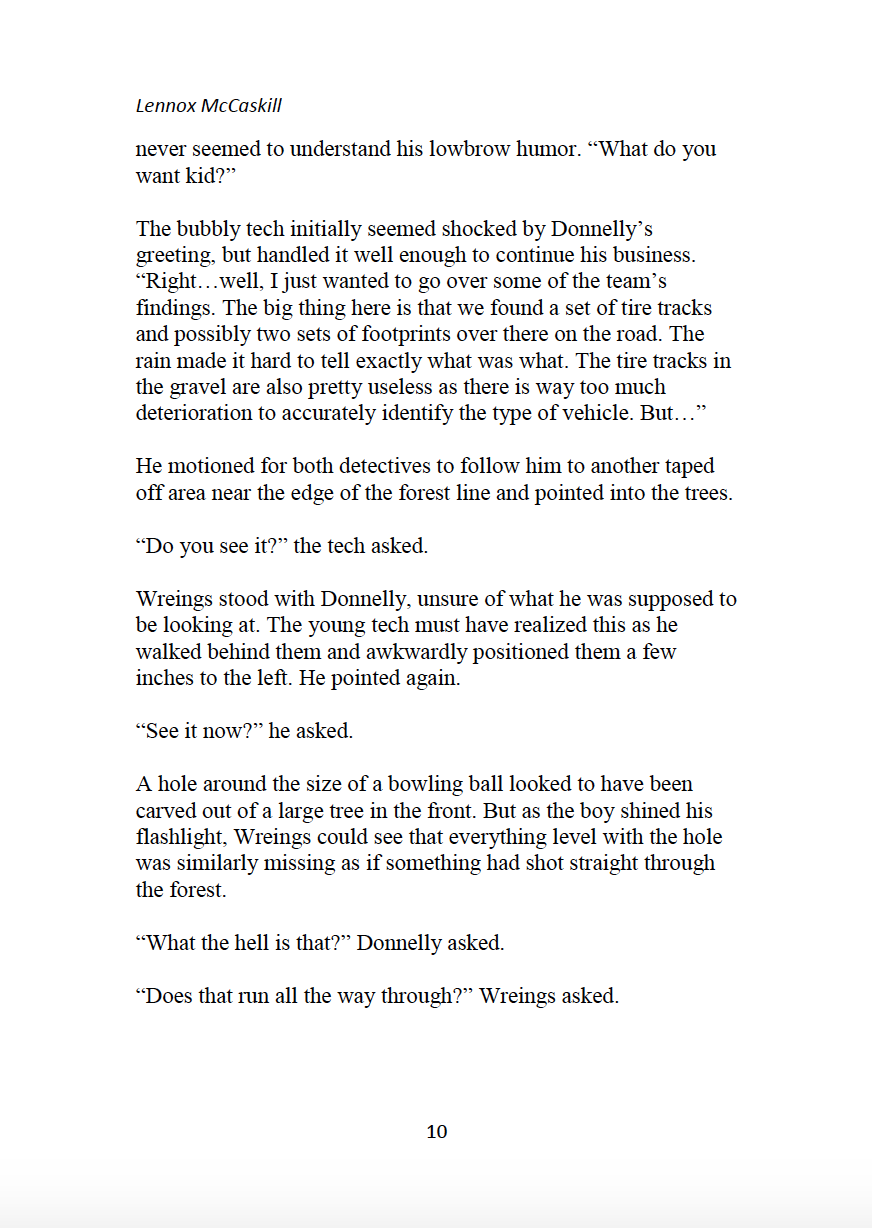 Lennox McCaskill
never seemed to understand his lowbrow humor. “What do you
want kid?”
The bubbly tech initially seemed shocked by Donnelly’s
greeting, but handled it well enough to continue his business.
“Right…well, I just wanted to go over some of the team’s
findings. The big thing here is that we found a set of tire tracks
and possibly two sets of footprints over there on the road. The
rain made it hard to tell exactly what was what. The tire tracks in
the gravel are also pretty useless as there is way too much
deterioration to accurately identify the type of vehicle. But…”
He motioned for both detectives to follow him to another taped
off area near the edge of the forest line and pointed into the trees.
“Do you see it?” the tech asked.
Wreings stood with Donnelly, unsure of what he was supposed to
be looking at. The young tech must have realized this as he
walked behind them and awkwardly positioned them a few
inches to the left. He pointed again.
“See it now?” he asked.
A hole around the size of a bowling ball looked to have been
carved out of a large tree in the front. But as the boy shined his
flashlight, Wreings could see that everything level with the hole
was similarly missing as if something had shot straight through
the forest.
“What the hell is that?” Donnelly asked.
“Does that run all the way through?” Wreings asked.
10